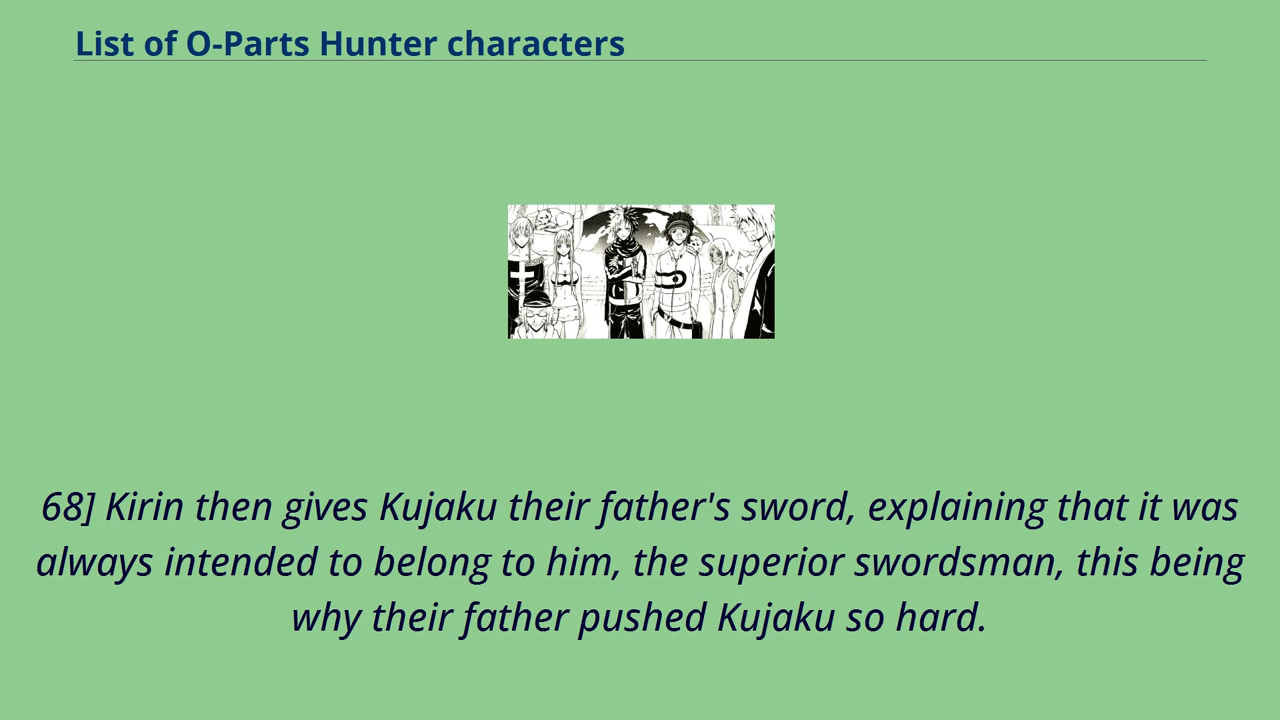 List of O-Parts Hunter characters
68] Kirin then gives Kujaku their father's sword, explaining that it was
always intended to belong to him, the superior swordsman, this being
why their father pushed Kujaku so hard.